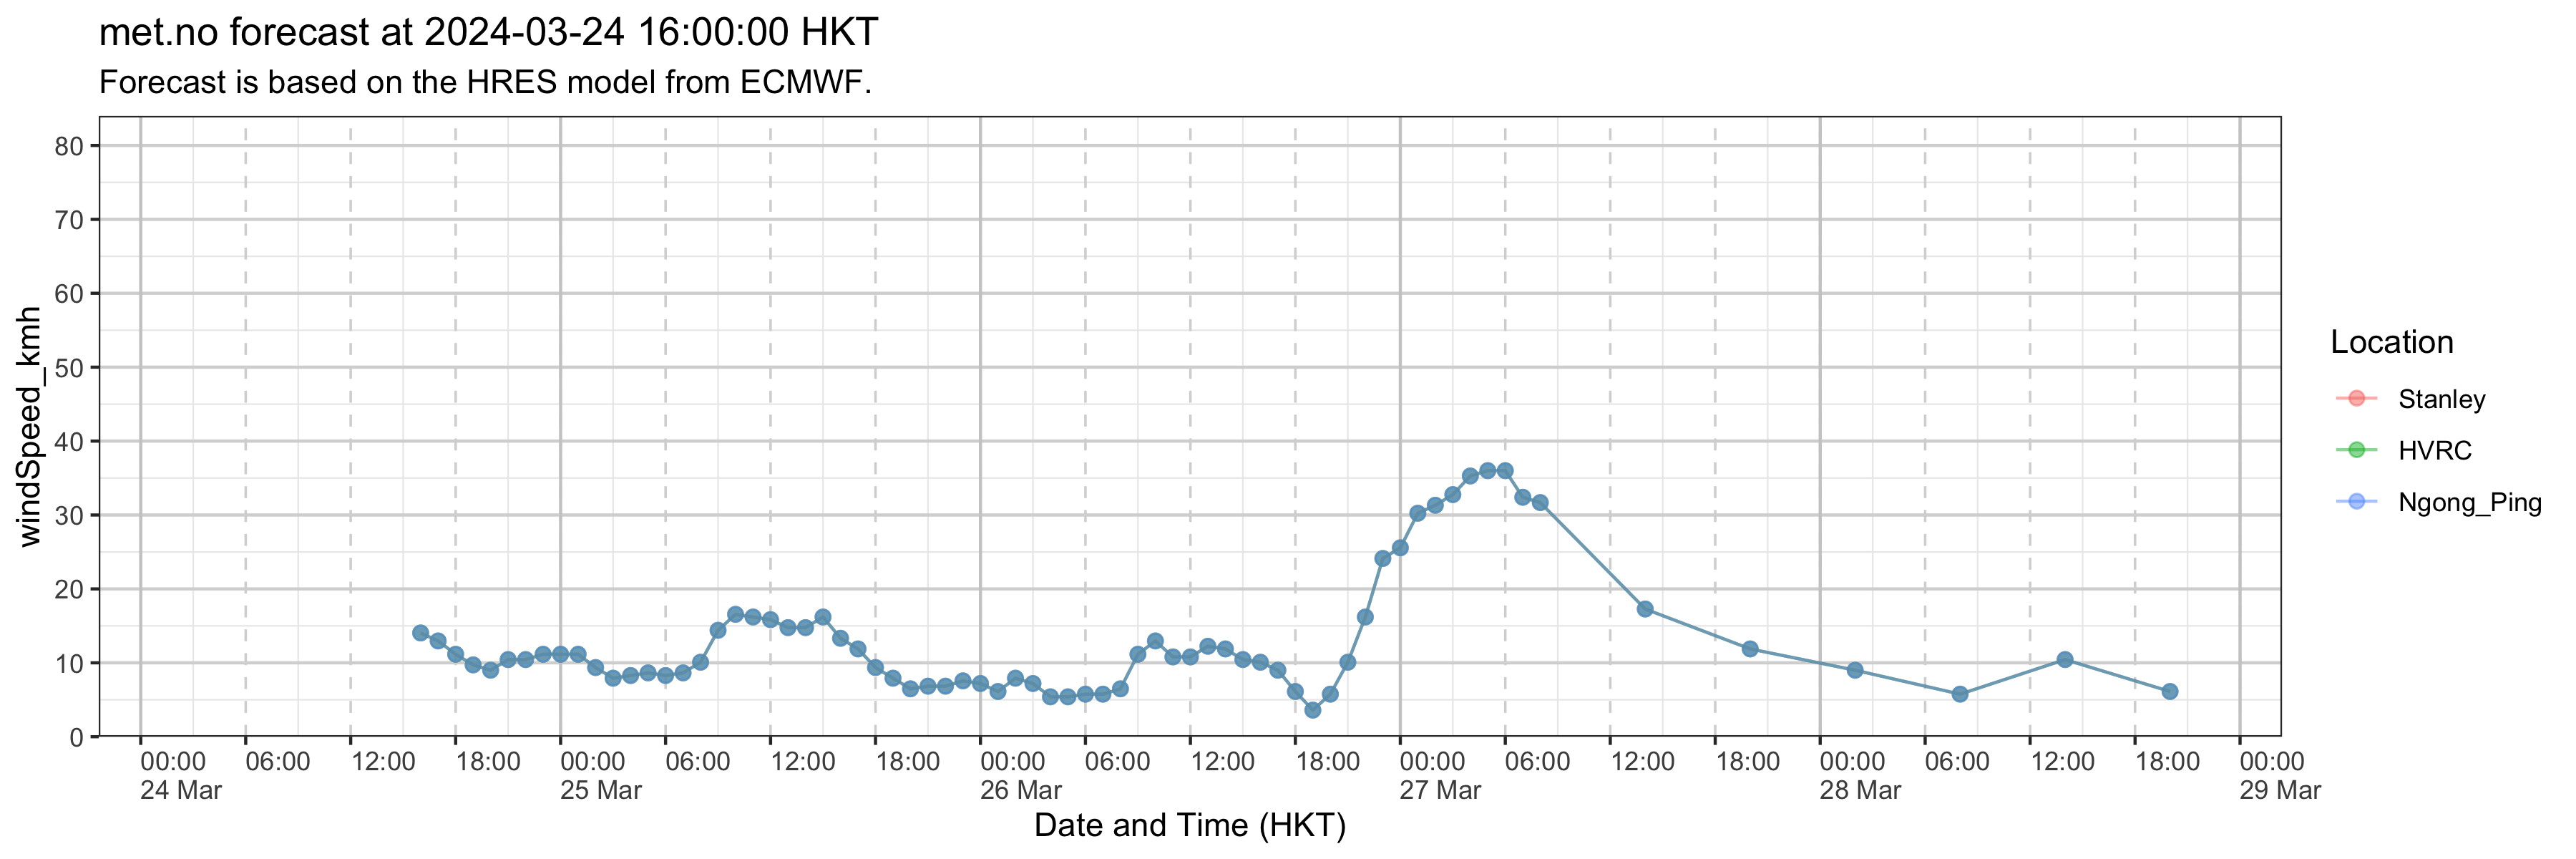 met.no forecast at 2024-03-24 16:00:00 HKT
Forecast is based on the HRES model from ECMWF.
windSpeed_kmh
80
70
60
50
40
30
20
10
0
00:00 06:00 12:00 18:00 00:00 06:00 12:00 18:00 00:00 06:00 12:00 18:00 00:00 06:00 12:00 18:00 00:00 06:00 12:00 18:00 00:00
24 Mar 25 Mar 26 Mar 27 Mar 28 Mar 29 Mar
Date and Time (HKT)
Location
Stanley
HVRC
Ngong_Ping